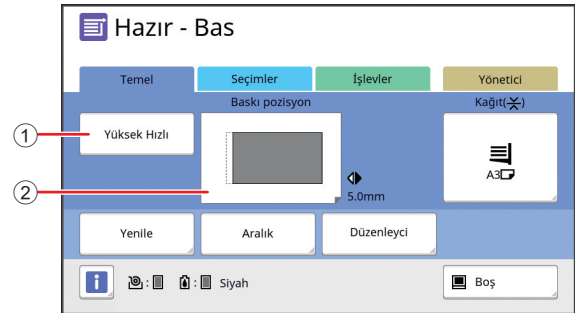 Hazır - Bas
Temel
Seçimler
İşlevler
Yönetici
Baskı pozisyon
Kağıt( )
1
Yüksek Hızlı
A3
2
5.0mm
Yenile
Aralık
Düzenleyici
i
:
:
Siyah
Boş